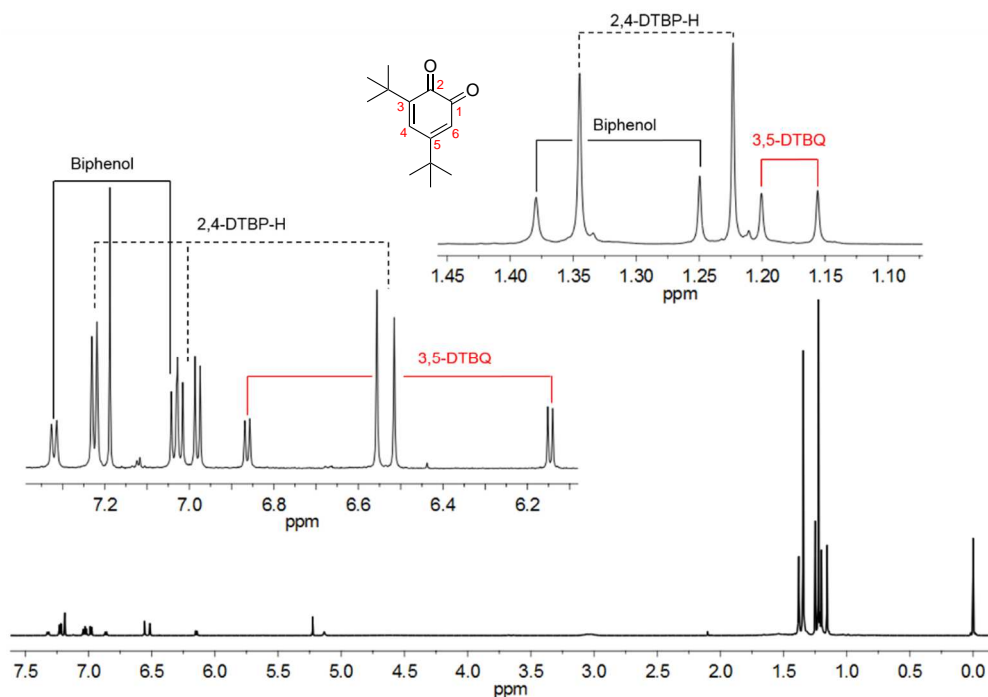 2,4-DTBP-H
Biphenol
3,5-DTBQ
1.45 1.40 1.35 1.30 1.25 1.20 1.15 1.10
ppm
O
O
2
1
3
4
6
5
Biphenol
2,4-DTBP-H
3,5-DTBQ
7.2 7.0 6.8 6.6 6.4 6.2
ppm
7.5 7.0 6.5 6.0 5.5 5.0 4.5 4.0 3.5 3.0 2.5 2.0 1.5 1.0 0.5 0.0
ppm